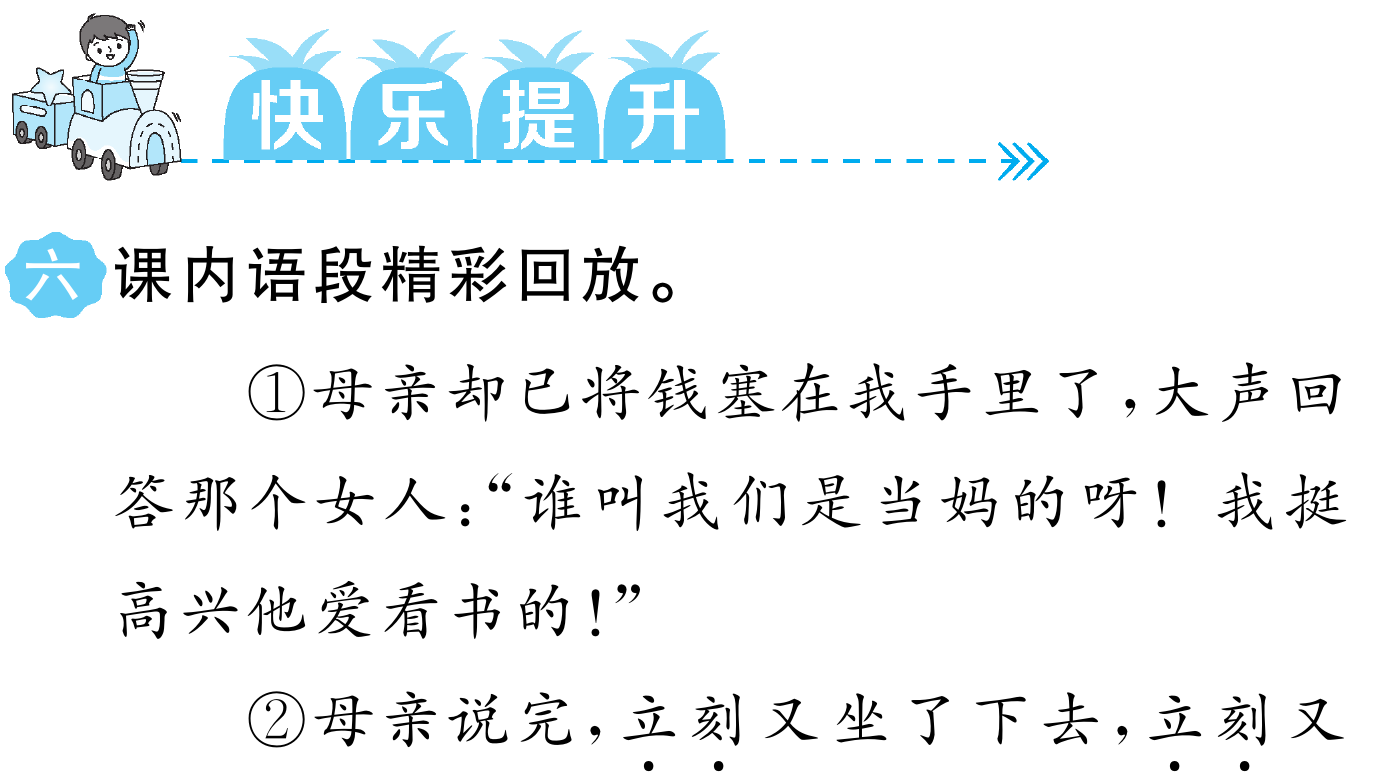 快乐提升
六 课内语段精彩回放。
①母亲却已将钱塞在我手里了,大声回
答那个女人:“谁叫我们是当妈的呀! 我挺
高兴他爱看书的!”
②母亲说完,立刻又坐了下去,立刻又